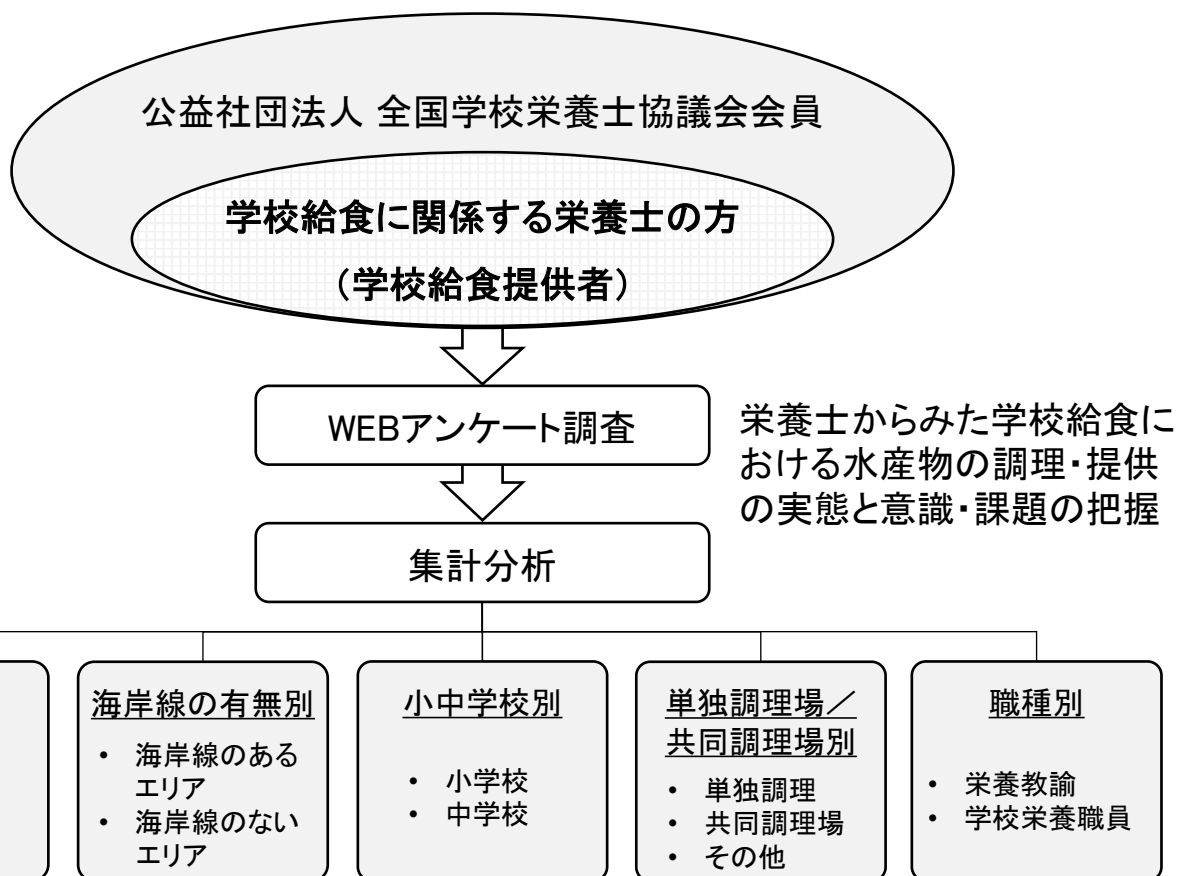 公益社団法人 全国学校栄養士協議会会員
学校給食に関係する栄養士の方
（学校給食提供者）
WEBアンケート調査
栄養士からみた学校給食に
おける水産物の調理・提供
の実態と意識・課題の把握
集計分析
海岸線の有無別
• 海岸線のある
エリア
• 海岸線のない
エリア
小中学校別
• 小学校
• 中学校
単独調理場／
共同調理場別
• 単独調理
• 共同調理場
• その他
職種別
• 栄養教諭
• 学校栄養職員